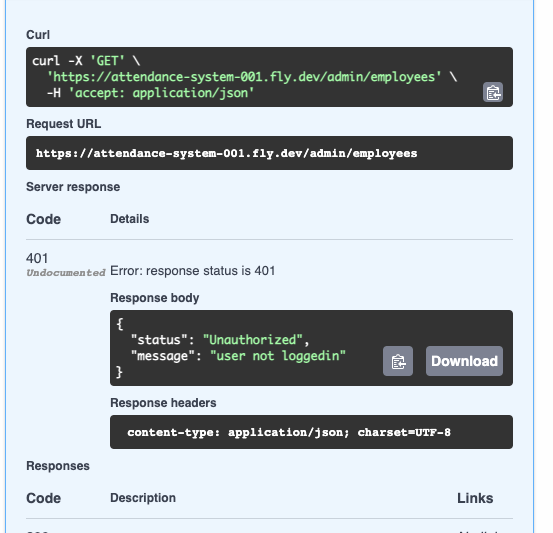 Curl
curl -X 'GET' \
'https://attendance-system-001.fly.dev/admin/employees' \
-H 'accept: application/json'
Request URL
https://attendance-system-001.fly.dev/admin/employees
Server response
Code Details
401
Undocumented Error: response status is 401
Response body
{
"status": "Unauthorized",
"message": "user not loggedin"
}
Download
Response headers
content-type: application/json; charset=UTF-8
Responses
Code Description Links